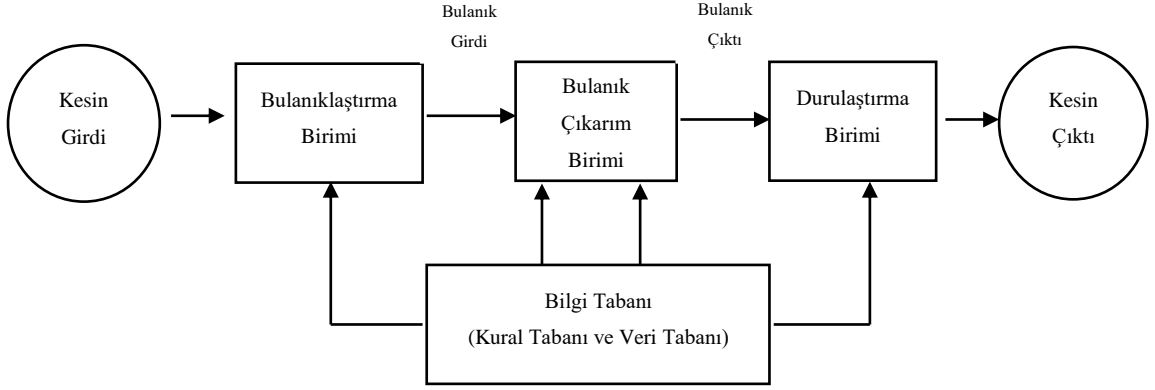 Bulanık
Girdi
Bulanık
Çıktı
Kesin
Girdi
Bulanıklaştırma
Birimi
Bulanık
Çıkarım
Birimi
Durulaştırma
Birimi
Kesin
Çıktı
Bilgi Tabanı
(Kural Tabanı ve Veri Tabanı)